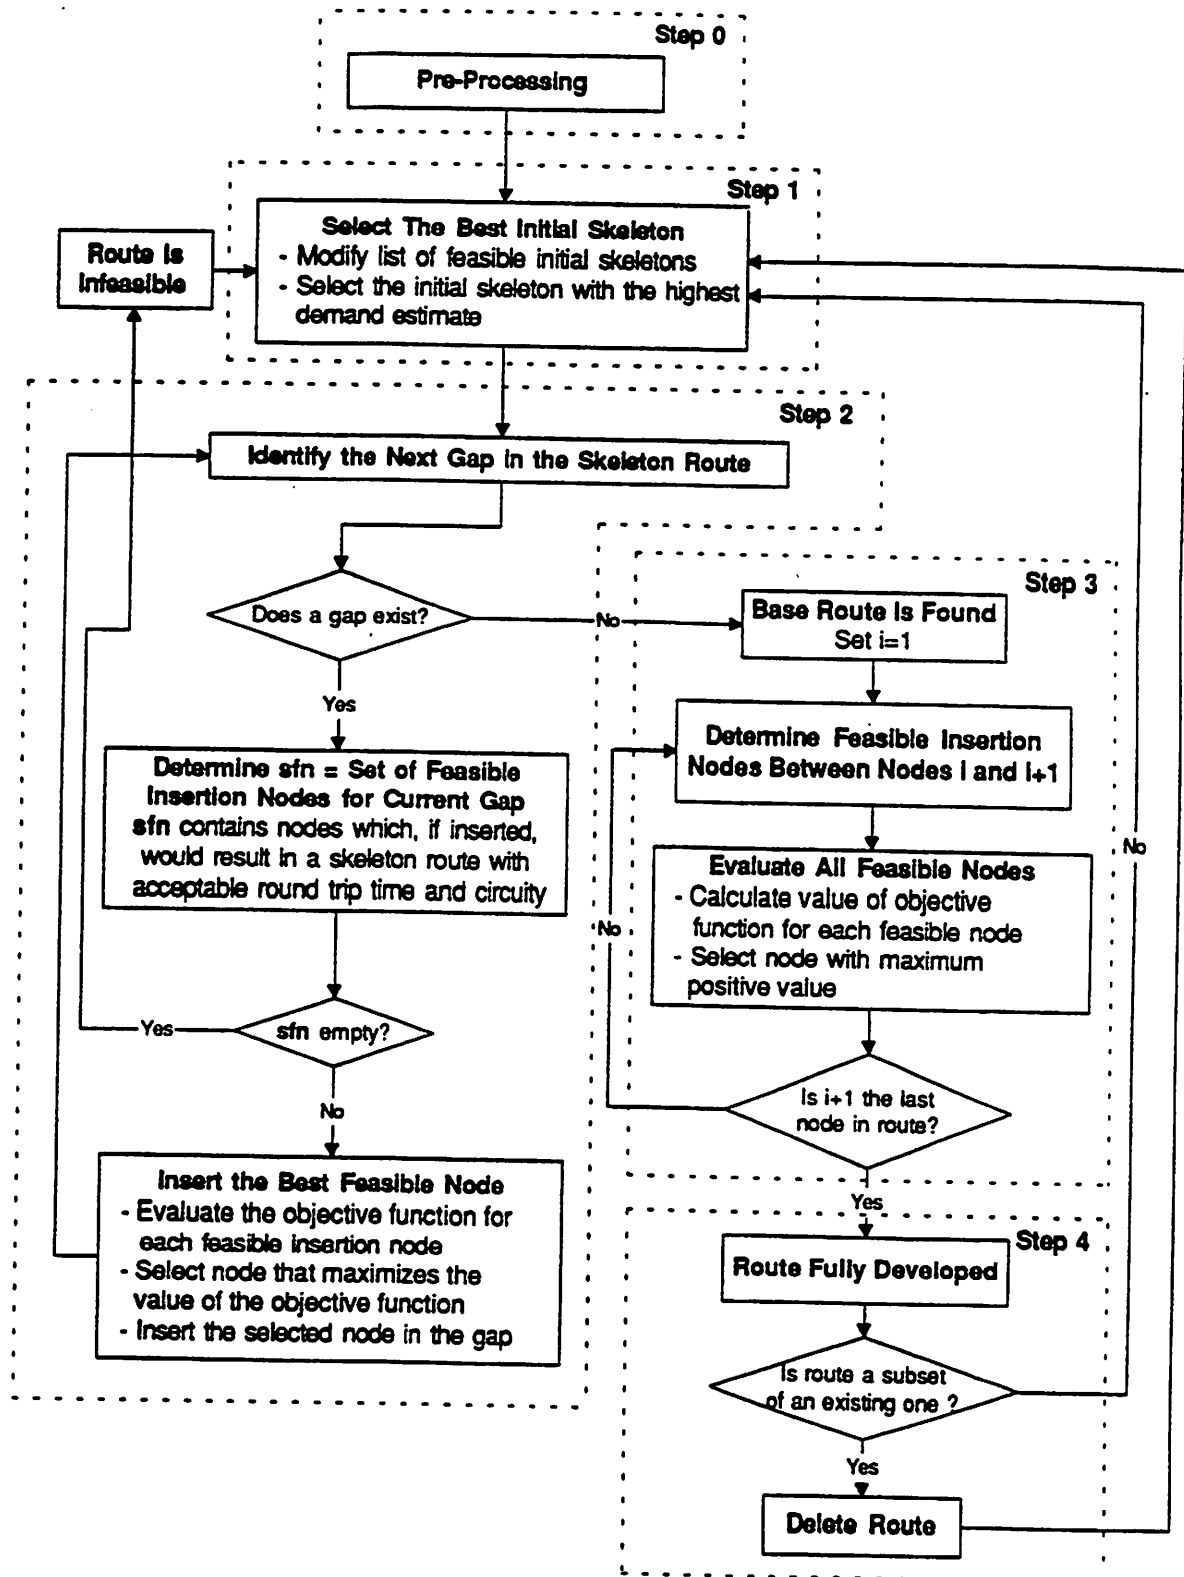 Step 0
Pre-Processing
Step 1
Select The Best Initial Skeleton
- Modify list of feasible initial skeletons
- Select the initial skeleton with the highest
demand estimate
Route Is
Infeasible
Step 2
Identify the Next Gap in the Skeleton Route
Does a gap exist?
No
Yes
Determine sfn = Set of Feasible
Insertion Nodes for Current Gap
sfn contains nodes which, if inserted,
would result in a skeleton route with
acceptable round trip time and circuity
sfn empty?
Yes
No
Insert the Best Feasible Node
- Evaluate the objective function for
each feasible insertion node
- Select node that maximizes the
value of the objective function
- Insert the selected node in the gap
Step 3
Base Route Is Found
Set i=1
Determine Feasible Insertion
Nodes Between Nodes i and i+1
Evaluate All Feasible Nodes
- Calculate value of objective
function for each feasible node
- Select node with maximum
positive value
No
Is i+1 the last
node in route?
Yes
Step 4
Route Fully Developed
Is route a subset
of an existing one ?
No
Yes
Delete Route